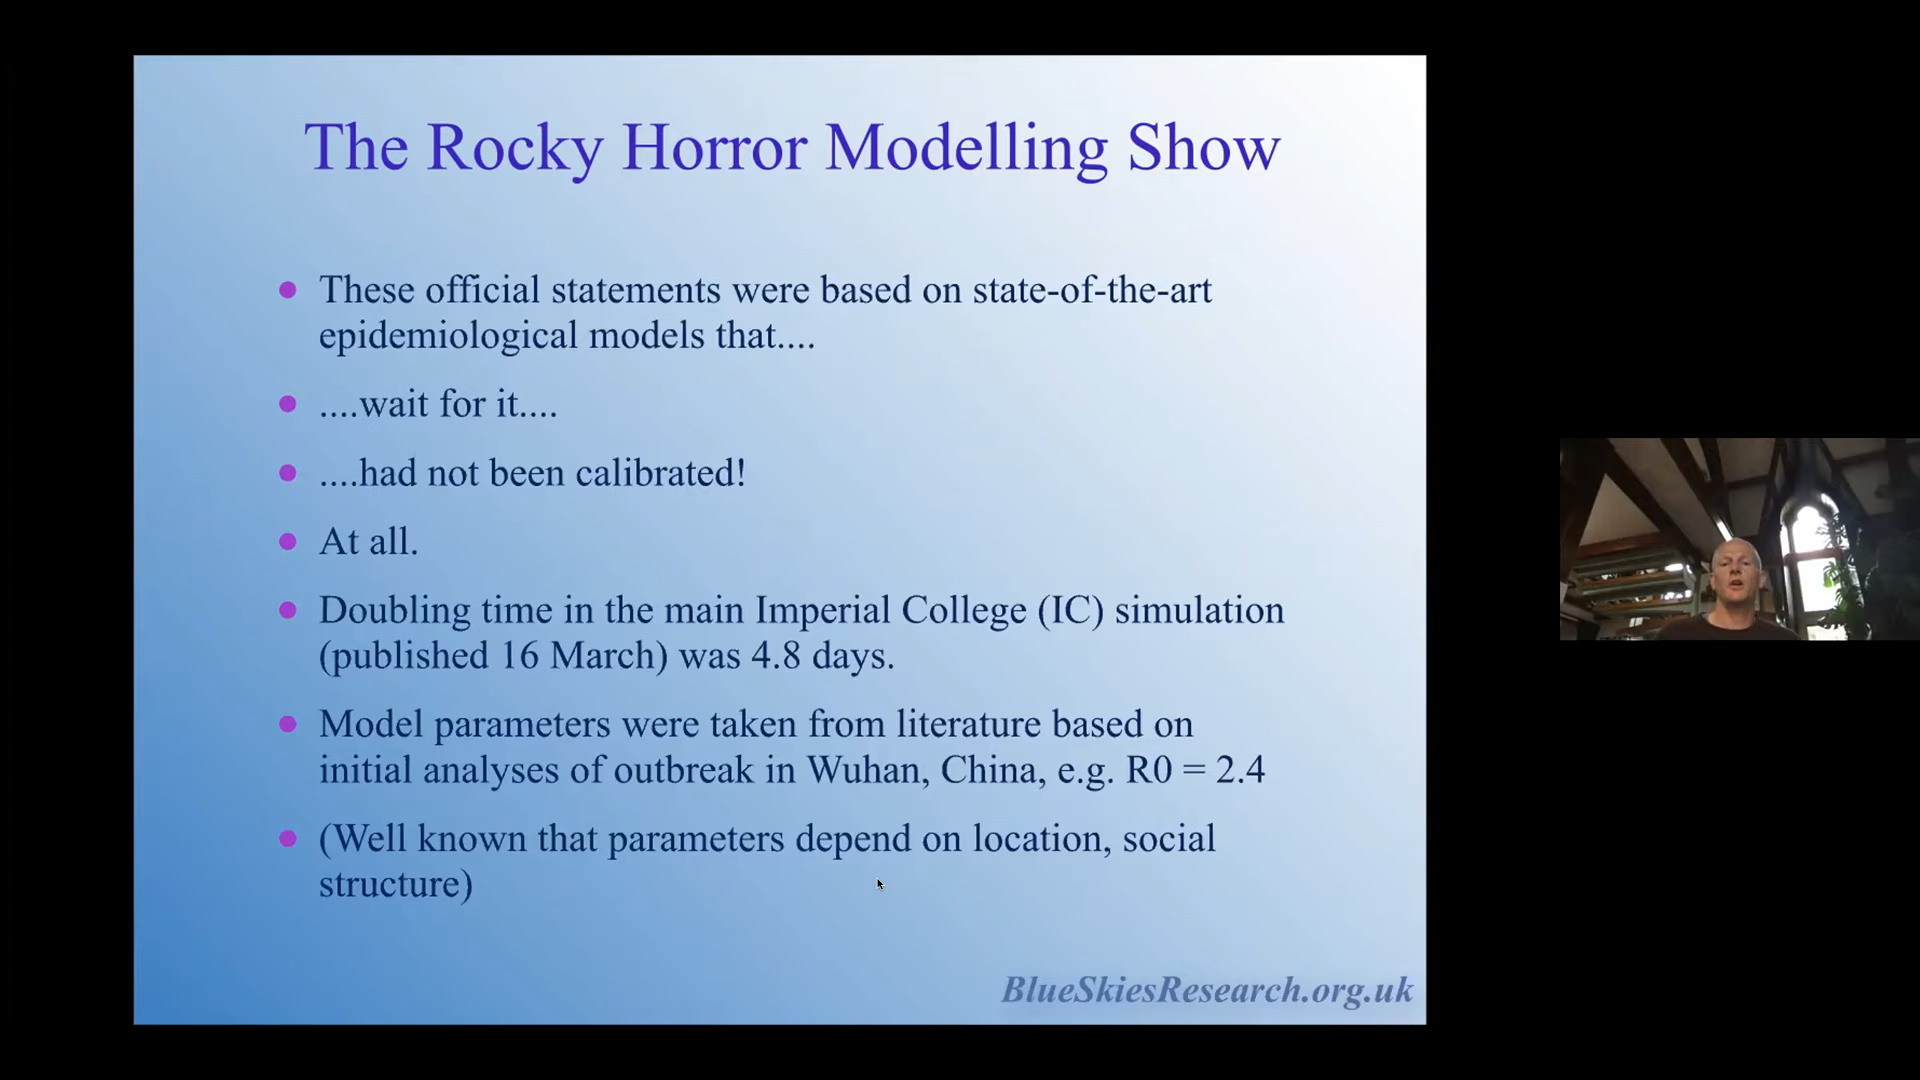 The Rocky Horror Modelling Show
These official statements were based on state-of-the-art
epidemiological models that....
....wait for it....
....had not been calibrated!
At all.
Doubling time in the main Imperial College (IC) simulation
(published 16 March) was 4.8 days.
Model parameters were taken from literature based on
initial analyses of outbreak in Wuhan, China, e.g. R0 = 2.4
(Well known that parameters depend on location, social
structure)
BlueSkiesResearch.org.uk